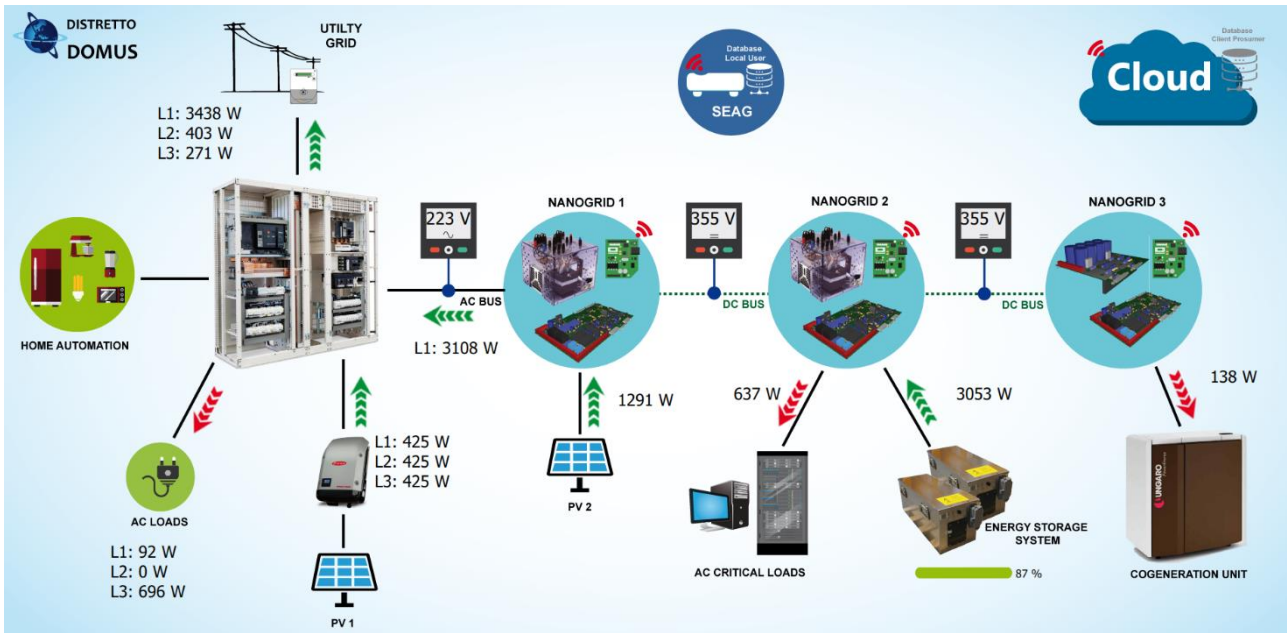 DISTRETTO
DOMUS
UTILTY
GRID
L1: 3438 W
L2: 403 W
L3: 271 W
Database
Local User
SEAG
Database
Client Prosumer
Cloud
HOME AUTOMATION
223 V
AC BUS
L1: 3108 W
NANOGRID 1
355 V
DC BUS
NANOGRID 2
355 V
DC BUS
NANOGRID 3
AC LOADS
L1: 92 W
L2: 0 W
L3: 696 W
L1: 425 W
L2: 425 W
L3: 425 W
PV 1
1291 W
PV 2
637 W
AC CRITICAL LOADS
3053 W
ENERGY STORAGE
SYSTEM
87 %
138 W
UNGARO
COGENERATION UNIT